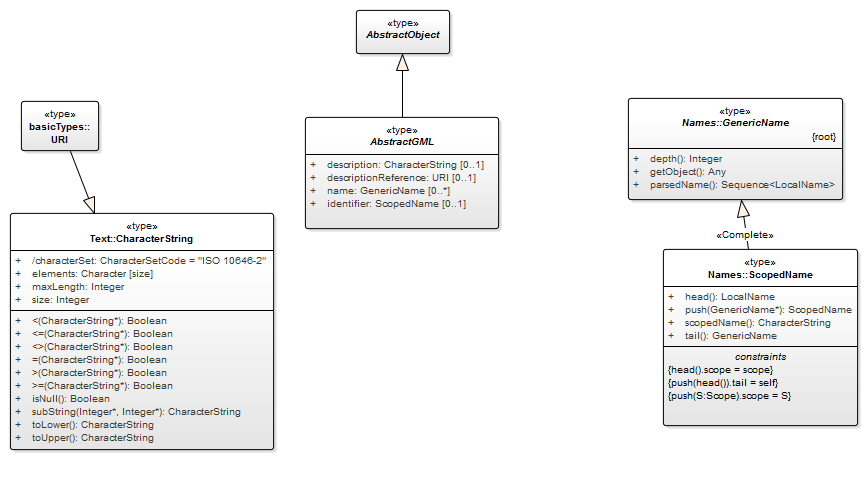 «type»
AbstractObject
«type»
basicTypes::
URI
«type»
AbstractGML
+ description: CharacterString [0..1]
+ descriptionReference: URI [0..1]
+ name: GenericName [0..*]
+ identifier: ScopedName [0..1]
«type»
Names::GenericName
{root}
+ depth(): Integer
+ getObject(): Any
+ parsedName(): Sequence<LocalName>
«Complete»
«type»
Text::CharacterString
+ /characterSet: CharacterSetCode = "ISO 10646-2"
+ elements: Character [size]
+ maxLength: Integer
+ size: Integer
+ <(CharacterString*): Boolean
+ <=(CharacterString*): Boolean
+ <>(CharacterString*): Boolean
+ =(CharacterString*): Boolean
+ >(CharacterString*): Boolean
+ >=(CharacterString*): Boolean
+ isNull(): Boolean
+ subString(Integer*, Integer*): CharacterString
+ toLower(): CharacterString
+ toUpper(): CharacterString
«type»
Names::ScopedName
+ head(): LocalName
+ push(GenericName*): ScopedName
+ scopedName(): CharacterString
+ tail(): GenericName
constraints
{head().scope = scope}
{push(head()).tail = self}
{push(S:Scope).scope = S}